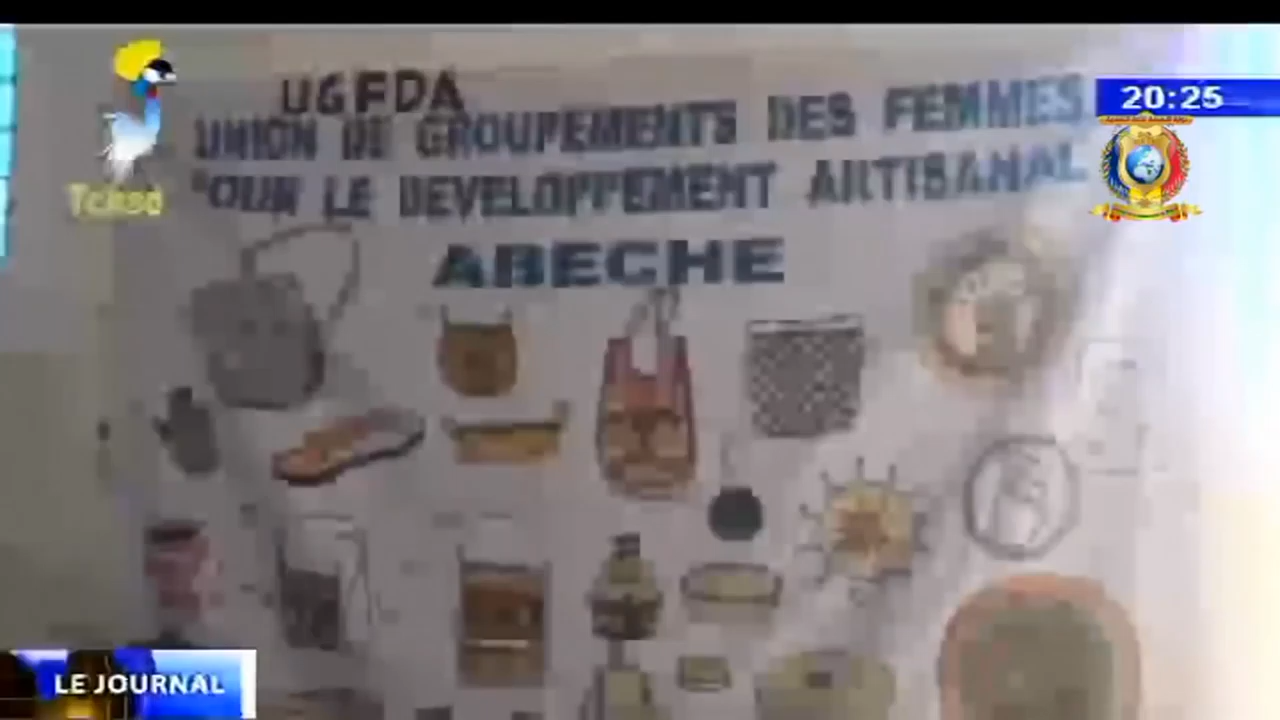 UGFDA
UNION DE GROUPEMENTS DES FEMMES
POUR LE DEVELOPPEMENT ARTISANAL
ABECHE
20:25
Tchad
LE JOURNAL